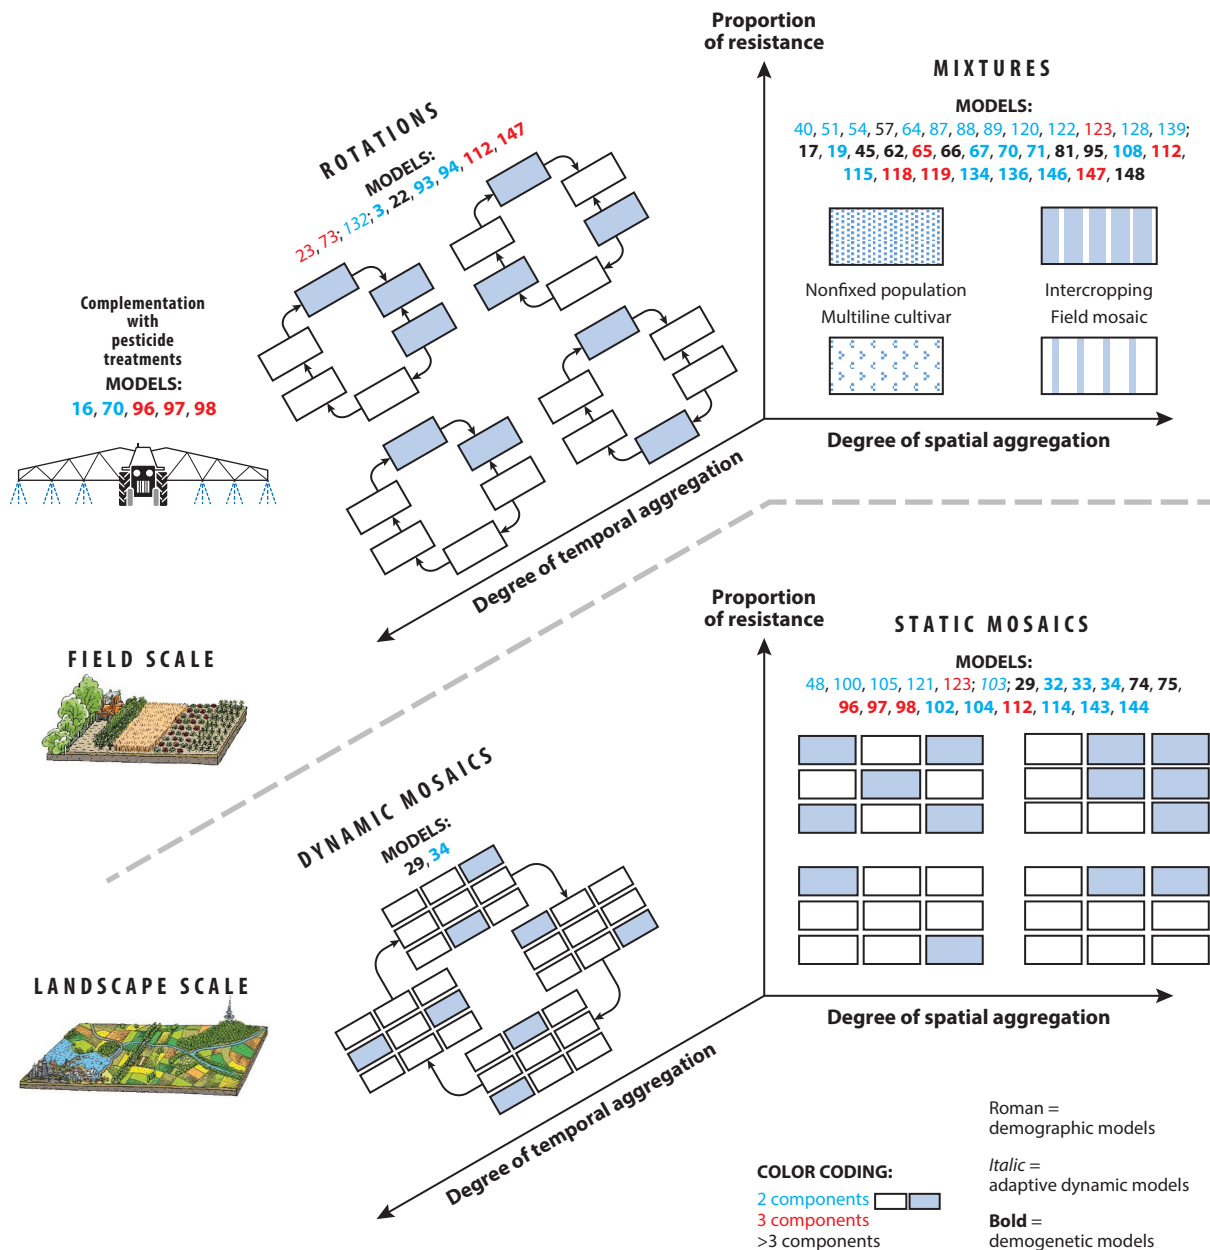 Proportion
of resistance
MIXTURES
MODELS:
40, 51, 54, 57, 64, 87, 88, 89, 120, 122, 123, 128, 139;
17, 19, 45, 62, 65, 66, 67, 70, 71, 81, 95, 108, 112,
115, 118, 119, 134, 136, 146, 147, 148
Nonfixed population
Multiline cultivar
Intercropping
Field mosaic
Degree of spatial aggregation
ROTATIONS
MODELS:
23, 73; 132; 3, 22, 93, 94, 112, 147
Complementation
with
pesticide
treatments
MODELS:
16, 70, 96, 97, 98
Degree of temporal aggregation
FIELD SCALE
Proportion
of resistance
STATIC MOSAICS
MODELS:
48, 100, 105, 121, 123; 103; 29, 32, 33, 34, 74, 75,
96, 97, 98, 102, 104, 112, 114, 143, 144
Degree of spatial aggregation
DYNAMIC MOSAICS
MODELS:
29, 34
Degree of temporal aggregation
LANDSCAPE SCALE
COLOR CODING:
2 components
3 components
>3 components
Roman =
demographic models
Italic =
adaptive dynamic models
Bold =
demogenetic models